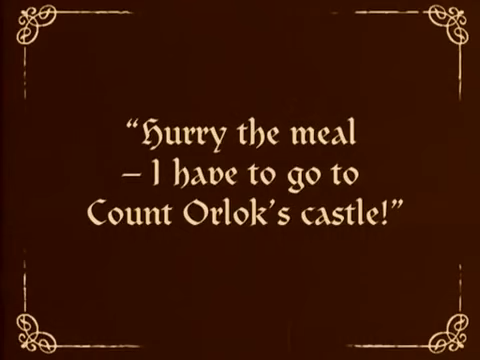 “Hurry the meal
– I have to go to
Count Orlok’s castle!”